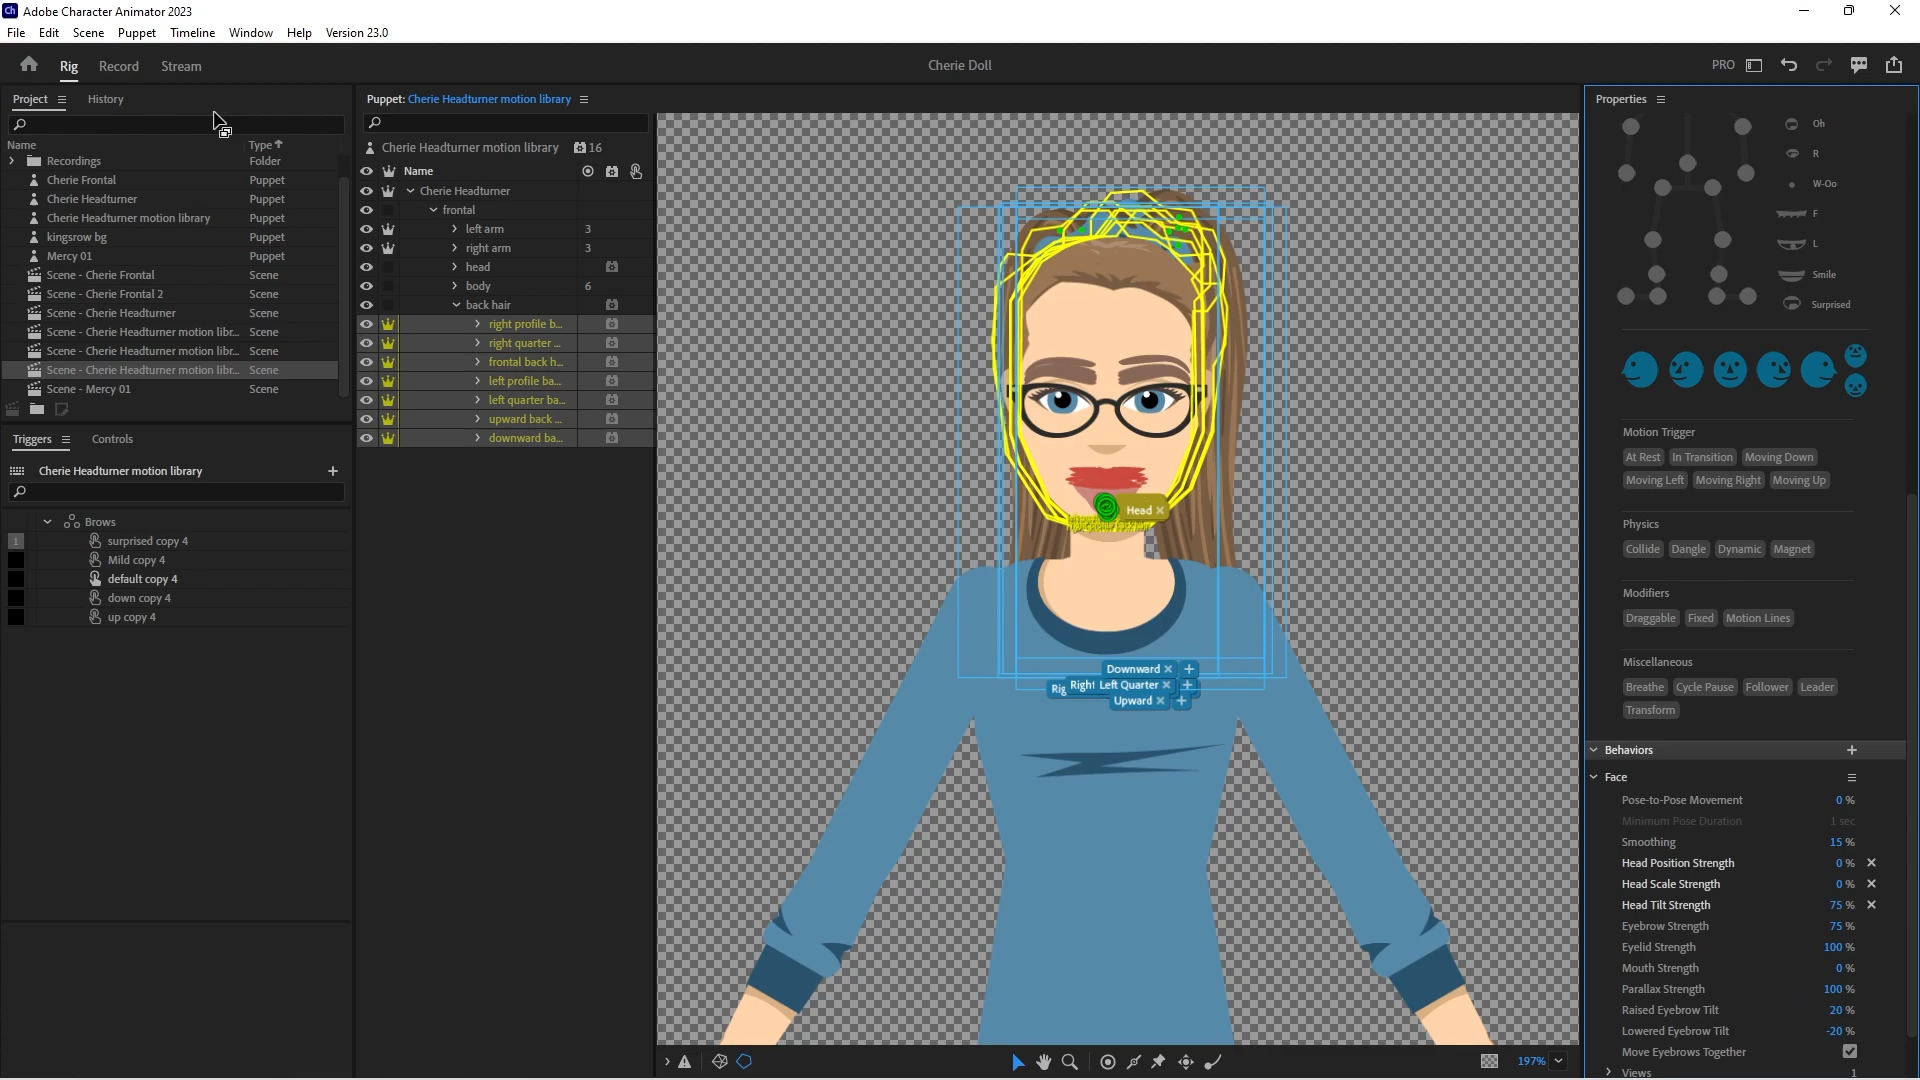 Adobe Character Animator 2023
File Edit Scene Puppet Timeline Window Help Version 23.0
Rig Record Stream
Cherie Doll
PRO
Project
History
Name Type
Recordings Folder
Cherie Frontal Puppet
Cherie Headturner Puppet
Cherie Headturner motion library Puppet
kingsrow bg Puppet
Mercy 01 Puppet
Scene - Cherie Frontal Scene
Scene - Cherie Frontal 2 Scene
Scene - Cherie Headturner Scene
Scene - Cherie Headturner motion libr... Scene
Scene - Cherie Headturner motion libr... Scene
Scene - Cherie Headturner motion libr... Scene
Scene - Mercy 01 Scene
Triggers
Controls
Cherie Headturner motion library
Brows
1 surprised copy 4
Mild copy 4
default copy 4
down copy 4
up copy 4
Puppet: Cherie Headturner motion library
Cherie Headturner motion library 16
Name
Cherie Headturner
frontal
left arm 3
right arm 3
head
body 6
back hair
right profile b...
right quarter ...
frontal back h...
left profile ba...
left quarter ba...
upward back ...
downward ba...
Head
Downward
Rig Right Left Quarter
Upward
197%
Properties
Oh
R
W-Oo
F
L
Smile
Surprised
Motion Trigger
At Rest In Transition Moving Down
Moving Left Moving Right Moving Up
Physics
Collide Dangle Dynamic Magnet
Modifiers
Draggable Fixed Motion Lines
Miscellaneous
Breathe Cycle Pause Follower Leader
Transform
Behaviors
Face
Pose-to-Pose Movement 0 %
Minimum Pose Duration 1 sec
Smoothing 15 %
Head Position Strength 0 %
Head Scale Strength 0 %
Head Tilt Strength 75 %
Eyebrow Strength 75 %
Eyelid Strength 100 %
Mouth Strength 0 %
Parallax Strength 100 %
Raised Eyebrow Tilt 20 %
Lowered Eyebrow Tilt -20 %
Move Eyebrows Together
Views 1